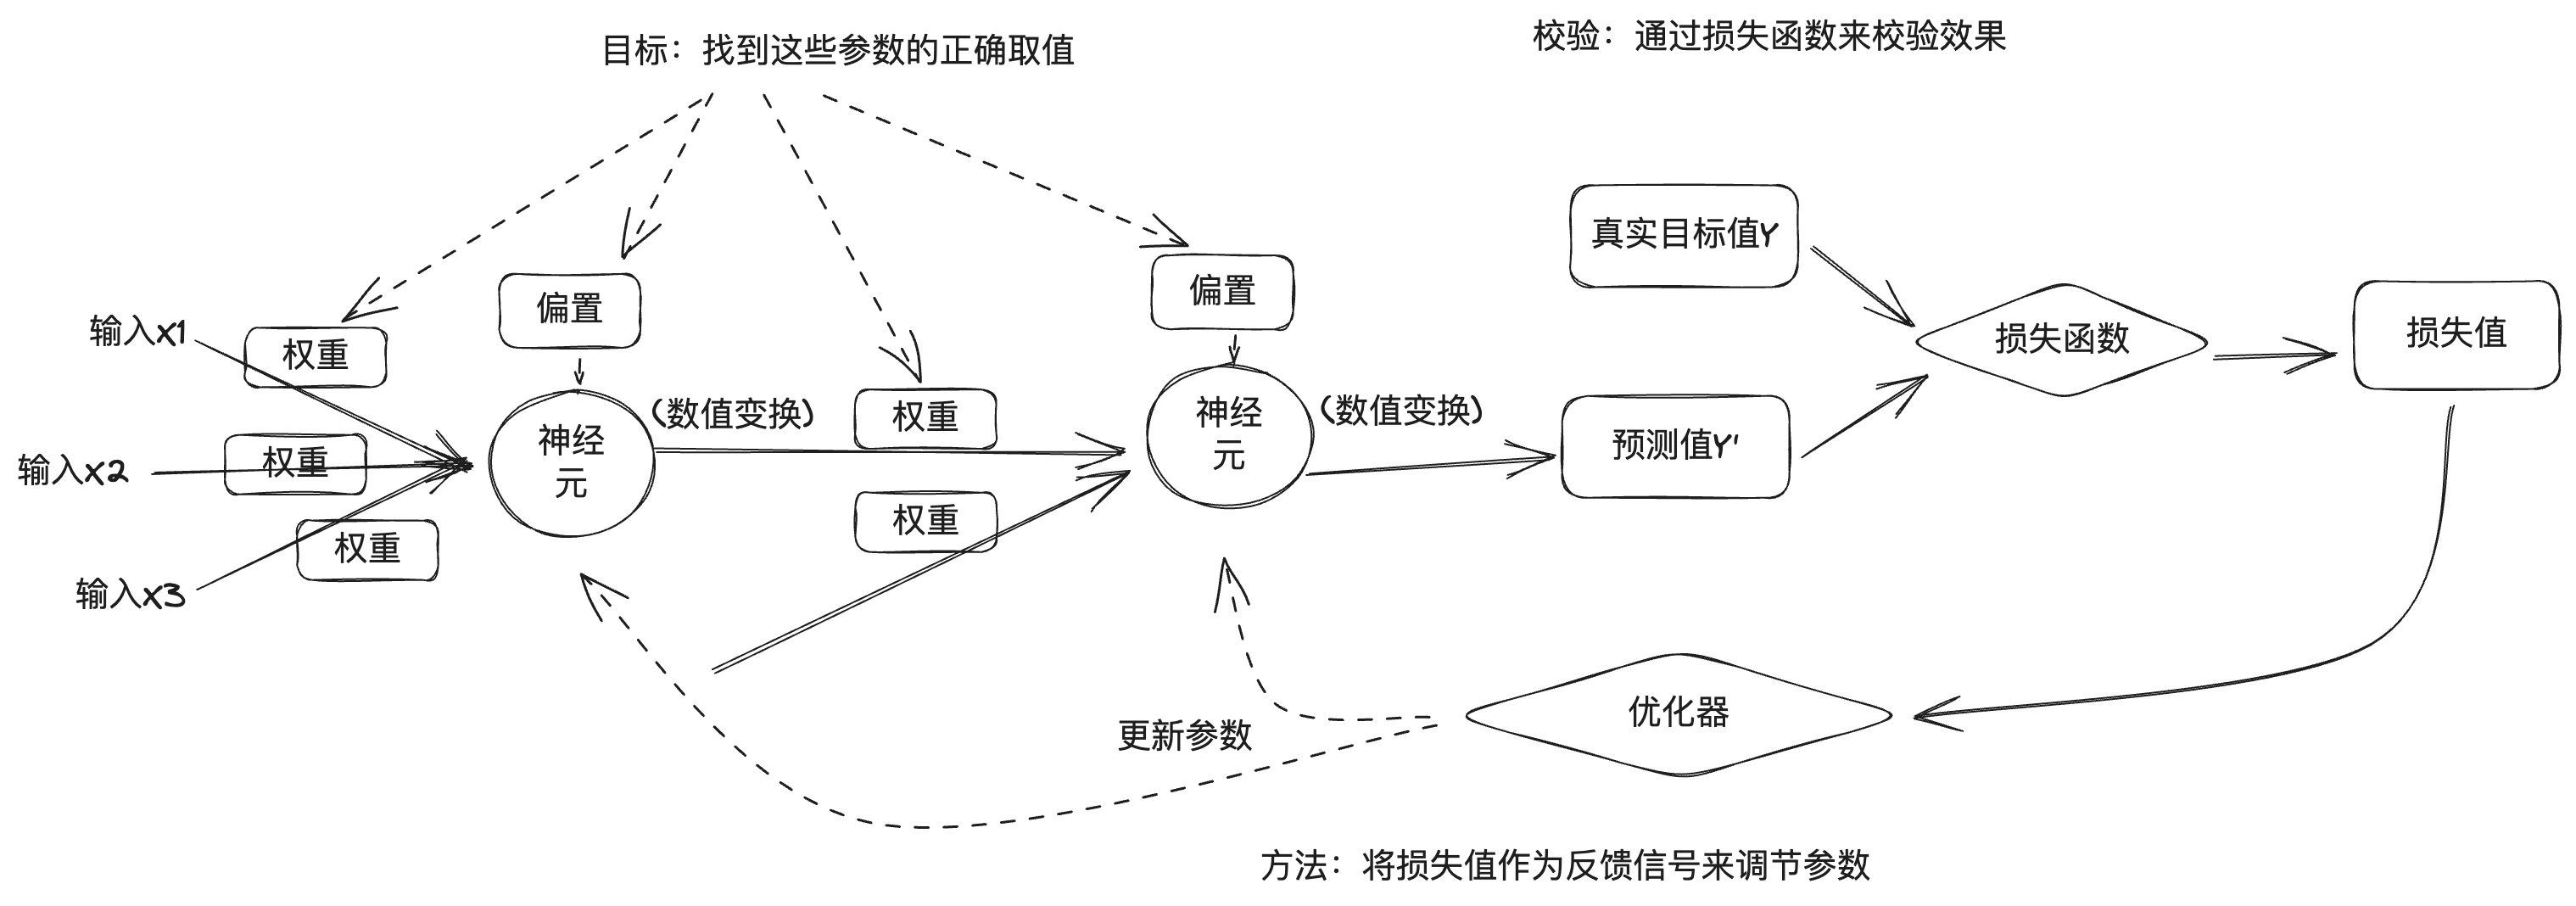 目标：找到这些参数的正确取值
校验：通过损失函数来校验效果
真实目标值Y
偏置
偏置
输入X1
权重
损失函数
损失值
(数值变换)
权重
神经
元
(数值变换)
神经
元
预测值Y'
输入X2
权重
权重
权重
输入X3
更新参数
优化器
方法：将损失值作为反馈信号来调节参数